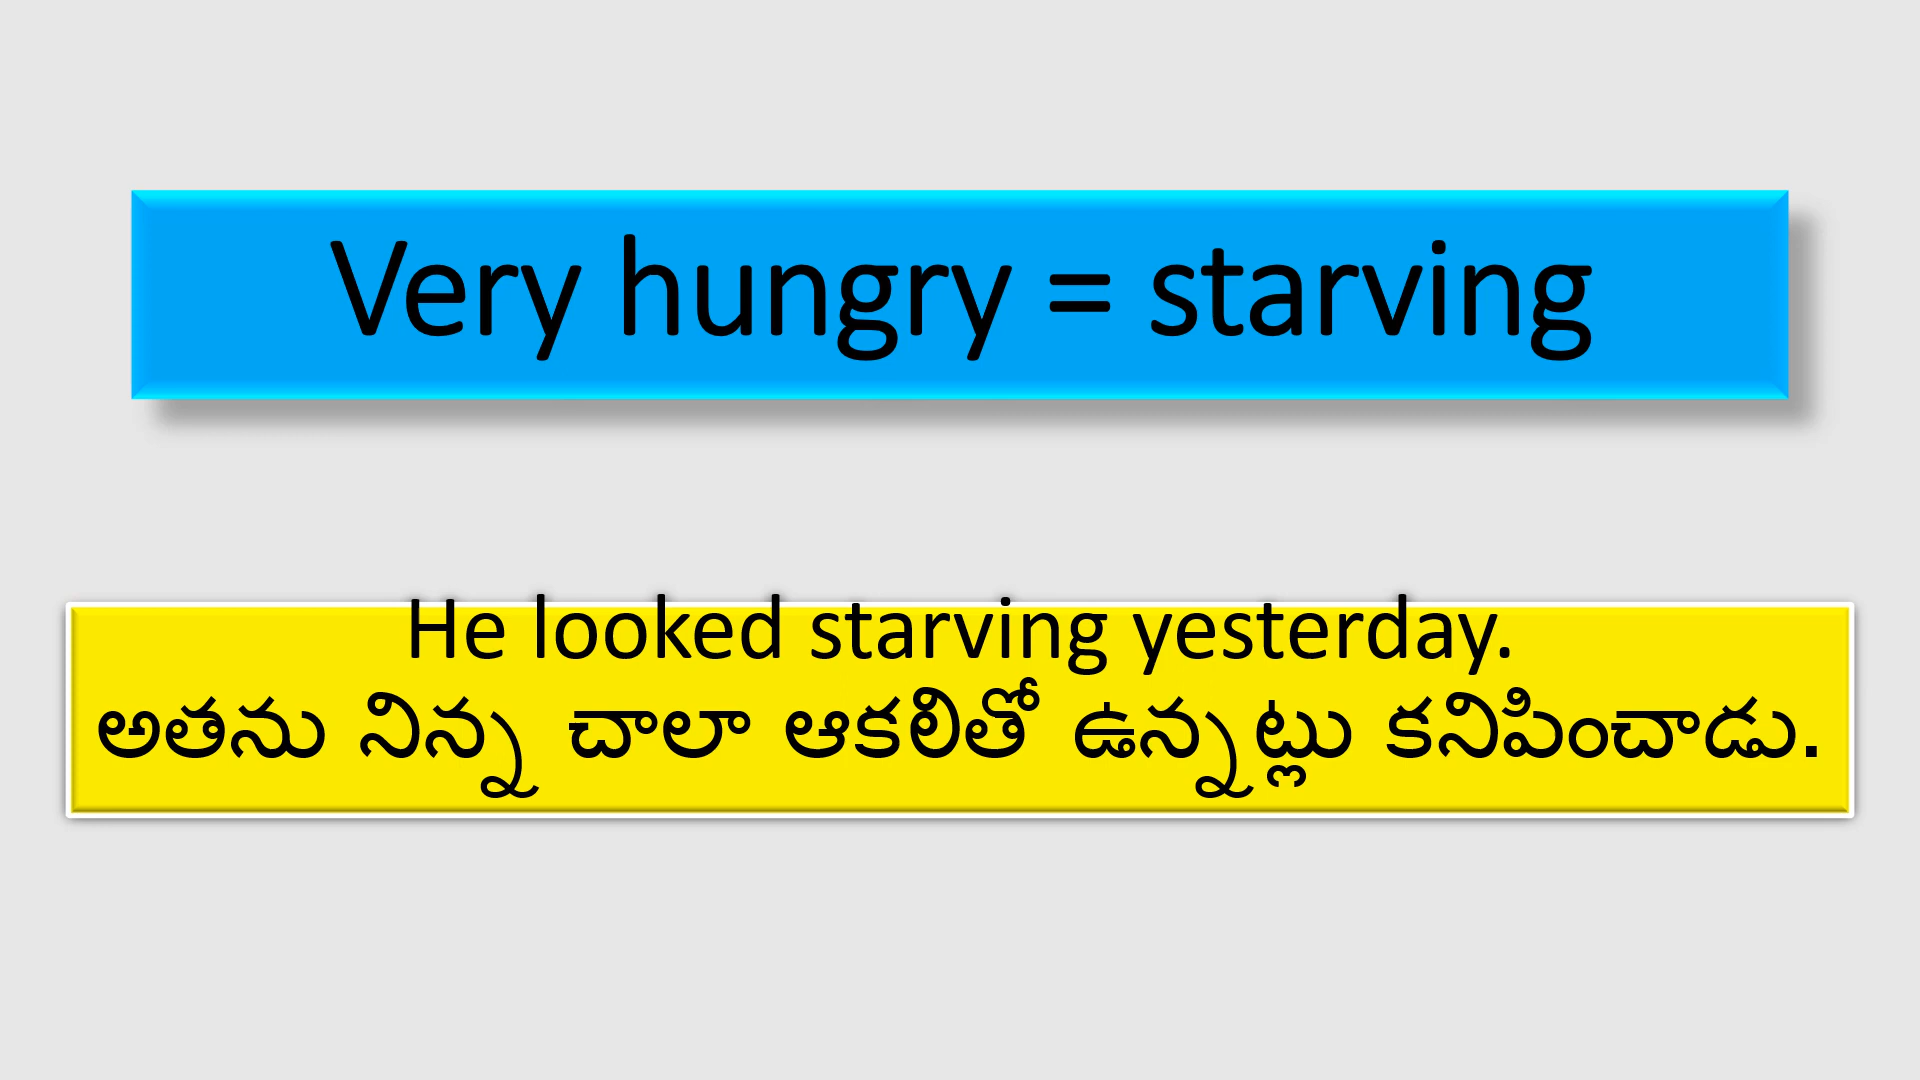 Very hungry = starving
He looked starving yesterday.
అతను నిన్న చాలా ఆకలితో ఉన్నట్లు కనిపించాడు.